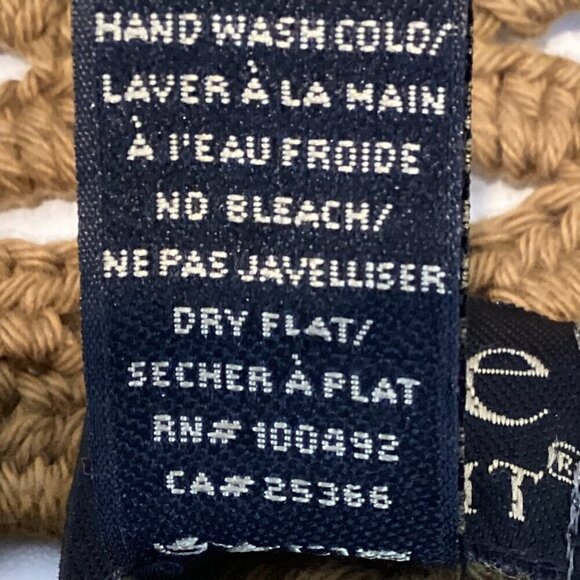 HAND WASH COLD/
LAVER À LA MAIN
À l'EAU FROIDE
NO BLEACH/
NE PAS JAVELLISER
DRY FLAT/
SECHER À PLAT
RN# 100492
CA# 25366